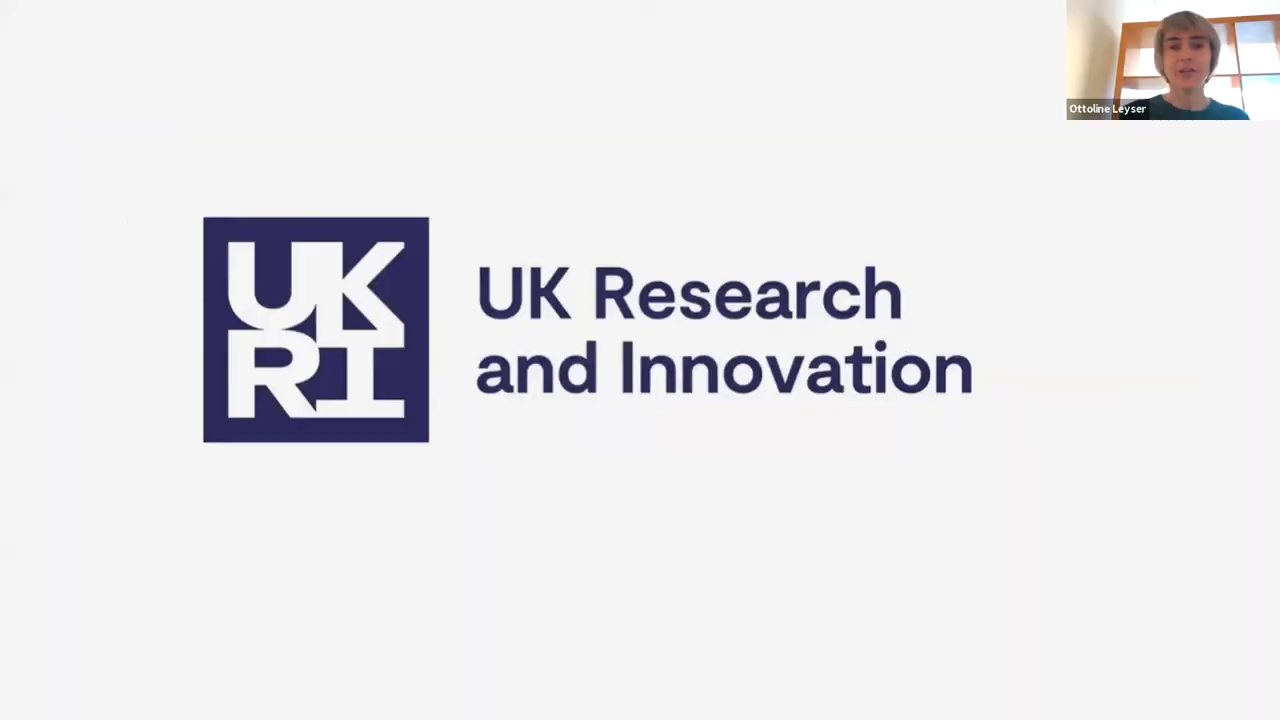 Ottoline Leyser
UK
RI
UK Research
and Innovation